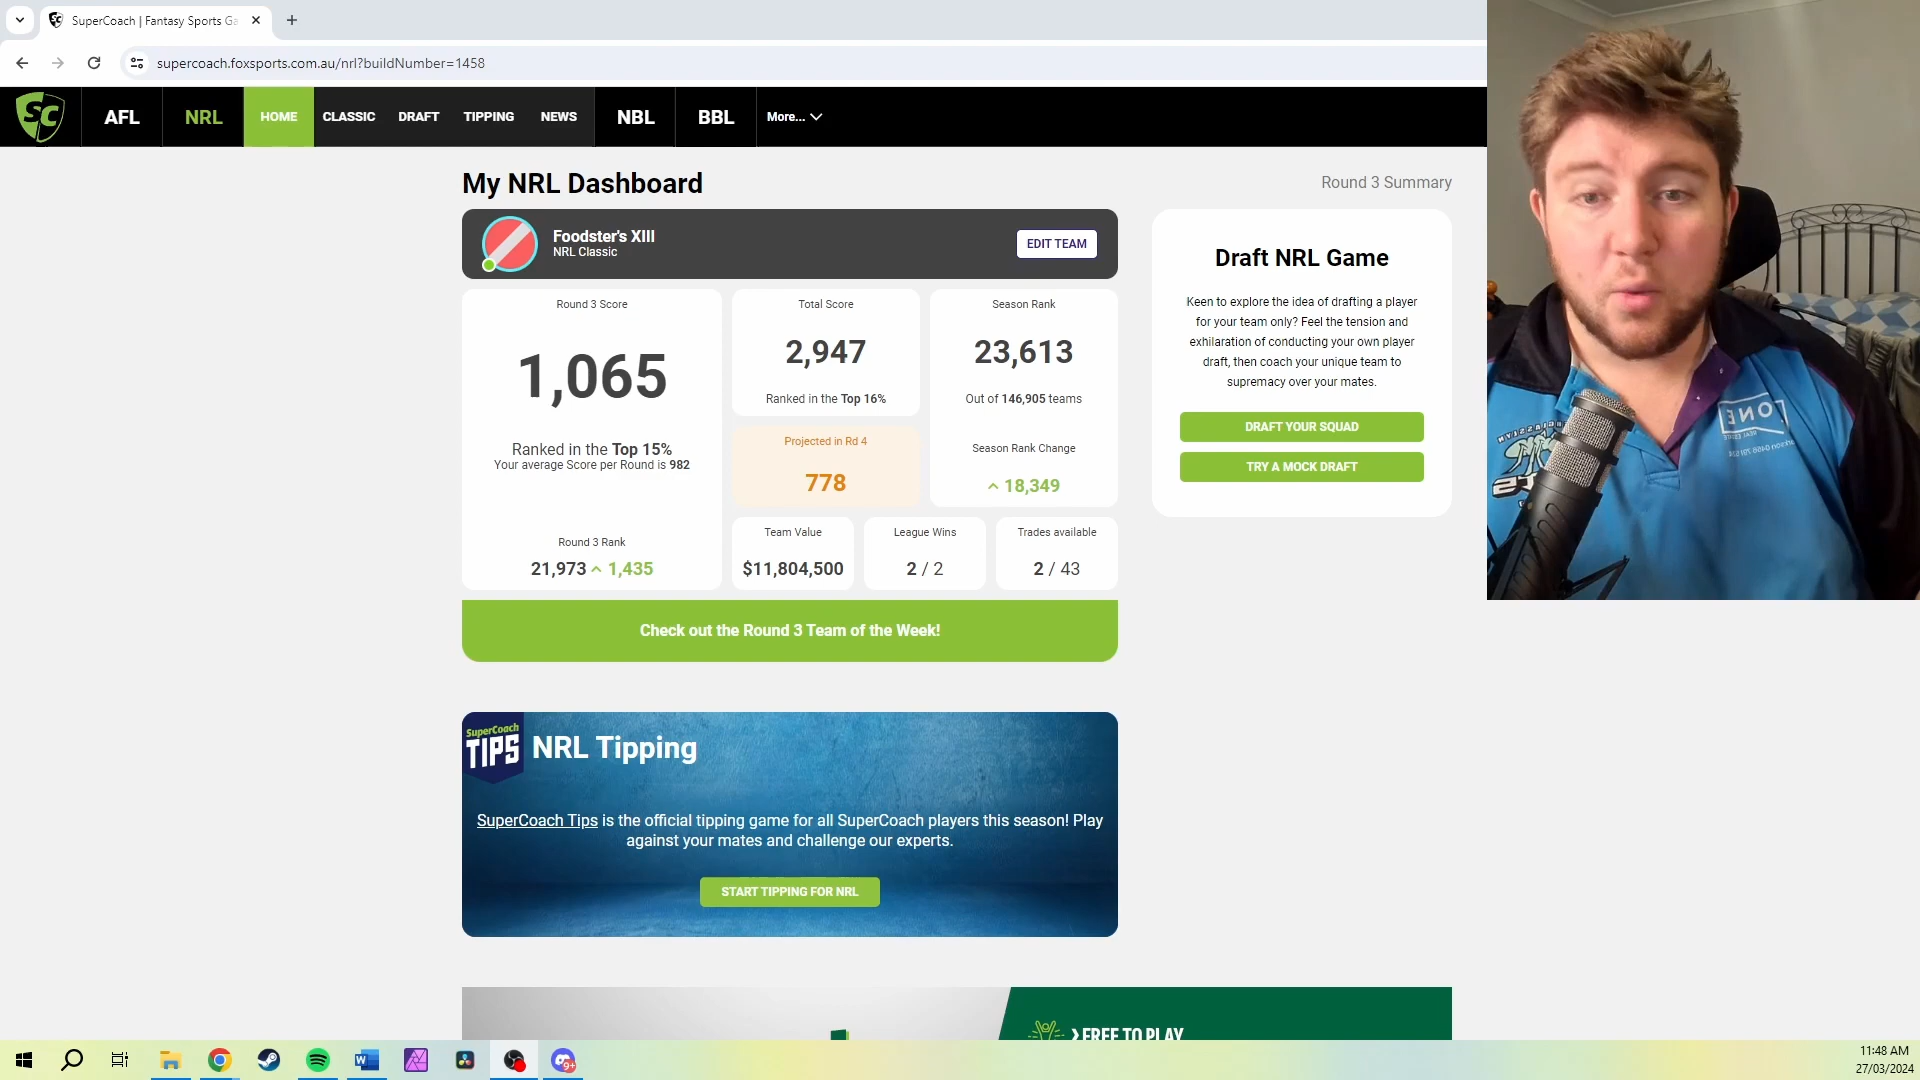 SuperCoach | Fantasy Sports Ga
supercoach.foxsports.com.au/nrl?buildNumber=1458
SC
AFL
NRL
HOME
CLASSIC
DRAFT
TIPPING
NEWS
NBL
BBL
More...
My NRL Dashboard
Round 3 Summary
Foodster's XIII
NRL Classic
EDIT TEAM
Round 3 Score
1,065
Ranked in the Top 15%
Your average Score per Round is 982
Round 3 Rank
21,973 1,435
Total Score
2,947
Ranked in the Top 16%
Projected in Rd 4
778
Season Rank
23,613
Out of 146,905 teams
Season Rank Change
18,349
Team Value
$11,804,500
League Wins
2 / 2
Trades available
2 / 43
Check out the Round 3 Team of the Week!
Draft NRL Game
Keen to explore the idea of drafting a player
for your team only? Feel the tension and
exhilaration of conducting your own player
draft, then coach your unique team to
supremacy over your mates.
DRAFT YOUR SQUAD
TRY A MOCK DRAFT
SuperCoach
TIPS
NRL Tipping
SuperCoach Tips is the official tipping game for all SuperCoach players this season! Play
against your mates and challenge our experts.
START TIPPING FOR NRL
FREE TO PLAY
ONE
REAL ESTATE
W
9+
11:48 AM
27/03/2024